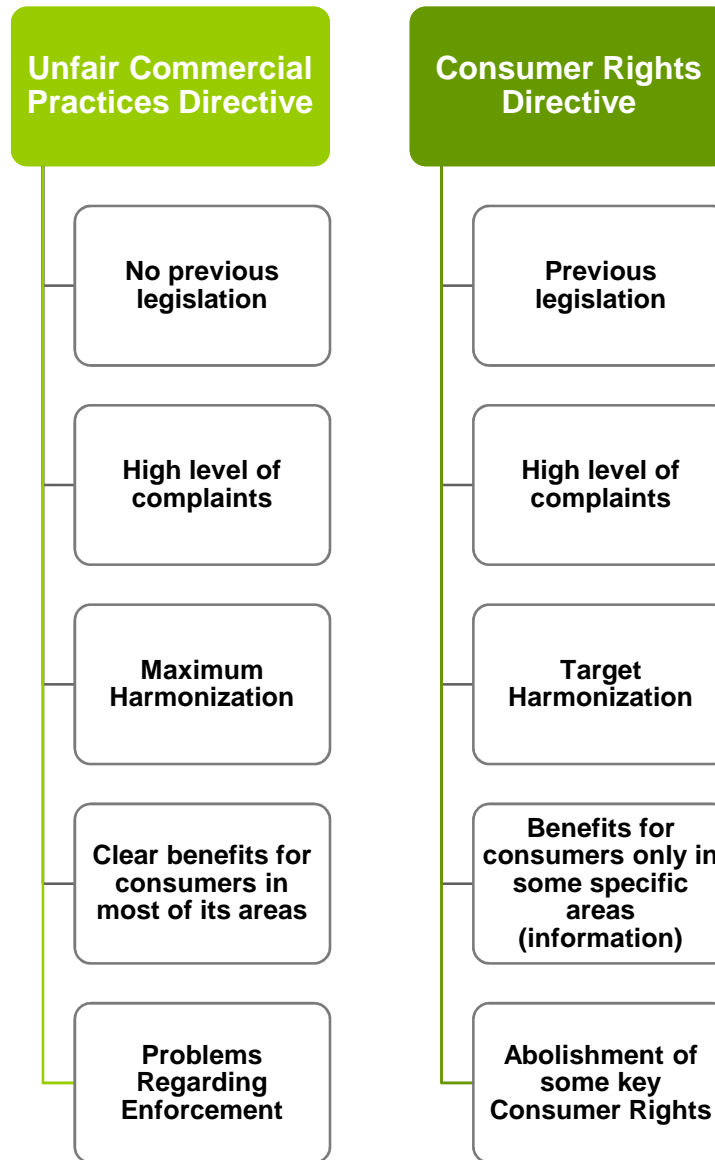 Unfair Commercial
Practices Directive
No previous
legislation
High level of
complaints
Maximum
Harmonization
Clear benefits for
consumers in
most of its areas
Problems
Regarding
Enforcement
Consumer Rights
Directive
Previous
legislation
High level of
complaints
Target
Harmonization
Benefits for
consumers only in
some specific
areas
(information)
Abolishment of
some key
Consumer Rights